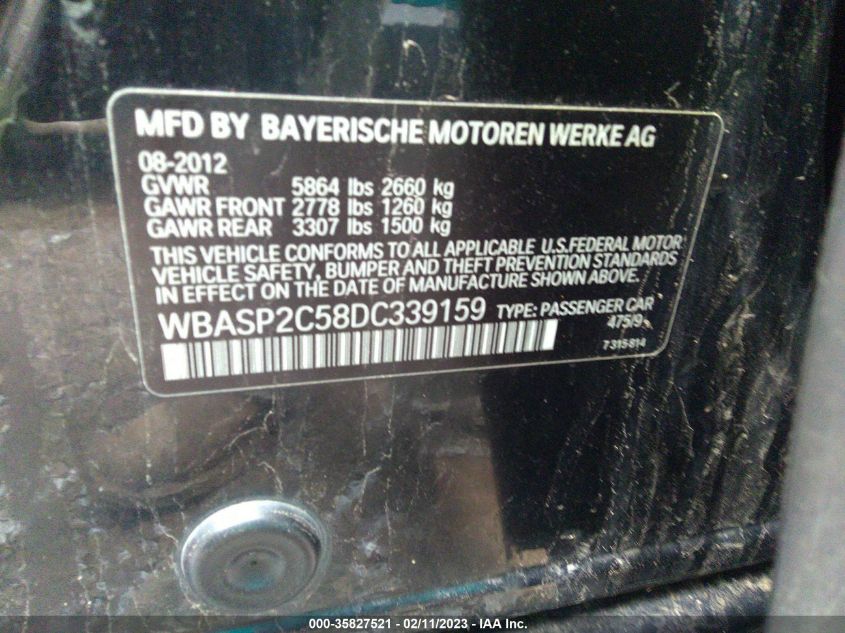 MFD BY BAYERISCHE MOTOREN WERKE AG
08-2012
GVWR 5864 lbs 2660 kg
GAWR FRONT 2778 lbs 1260 kg
GAWR REAR 3307 lbs 1500 kg
THIS VEHICLE CONFORMS TO ALL APPLICABLE U.S.FEDERAL MOTOR
VEHICLE SAFETY, BUMPER AND THEFT PREVENTION STANDARDS
IN EFFECT ON THE DATE OF MANUFACTURE SHOWN ABOVE.
WBASP2C58DC339159 TYPE: PASSENGER CAR
475/9
7315814
000-35827521 - 02/11/2023 - IAA Inc.